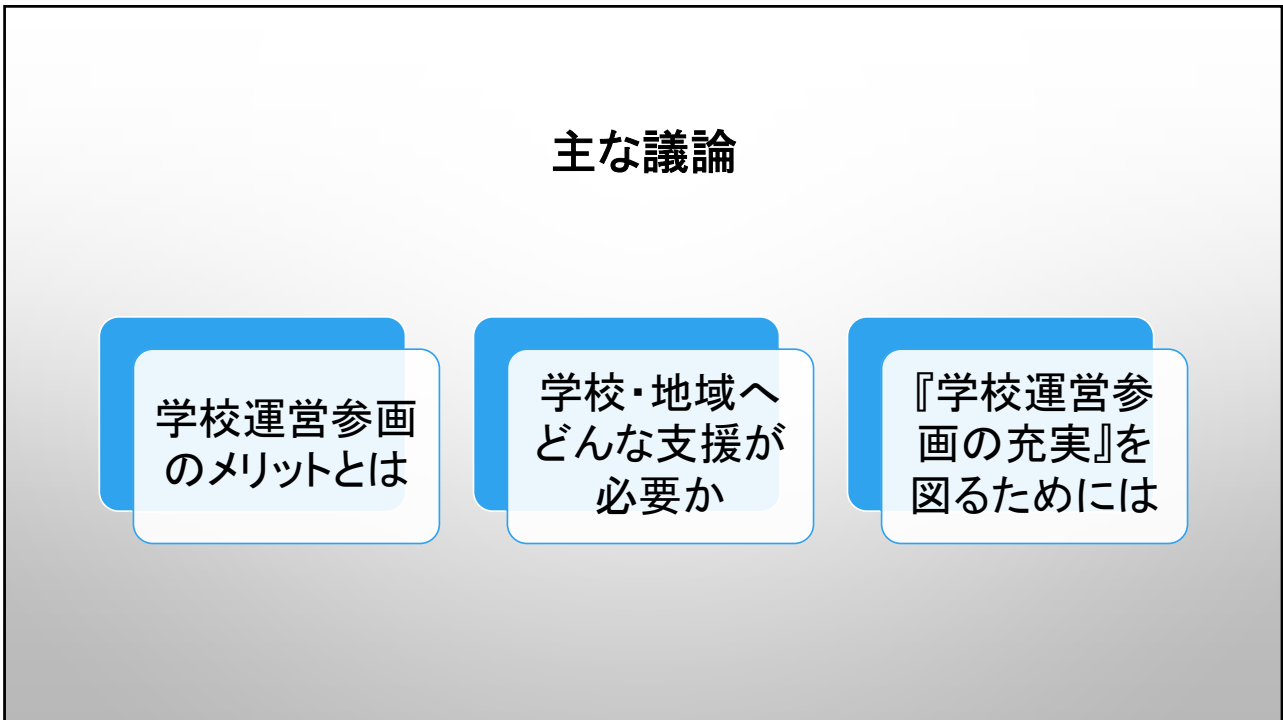 主な議論
学校運営参画
のメリットとは
学校・地域へ
どんな支援が
必要か
『学校運営参
画の充実』を
図るためには